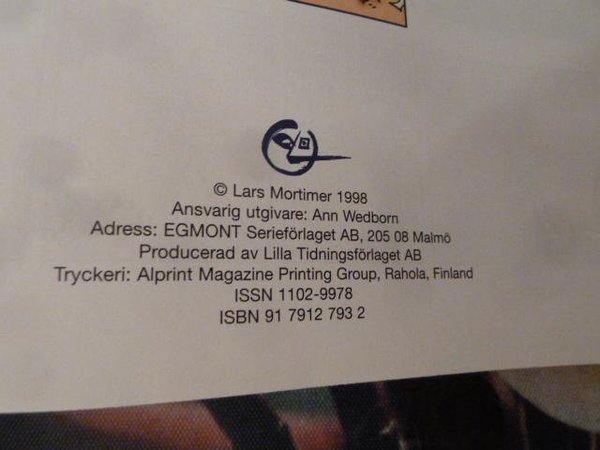 © Lars Mortimer 1998
Ansvarig utgivare: Ann Wedborn
Adress: EGMONT Serieförlaget AB, 205 08 Malmö
Producerad av Lilla Tidningsförlaget AB
Tryckeri: Alprint Magazine Printing Group, Rahola, Finland
ISSN 1102-9978
ISBN 91 7912 793 2